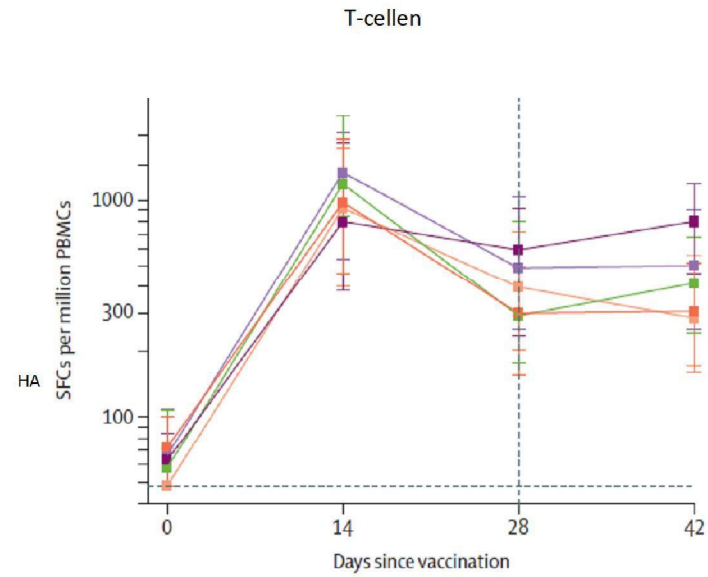 T-cellen
1000
300
100
HA
SFCs per million PBMCs
0 14 28 42
Days since vaccination